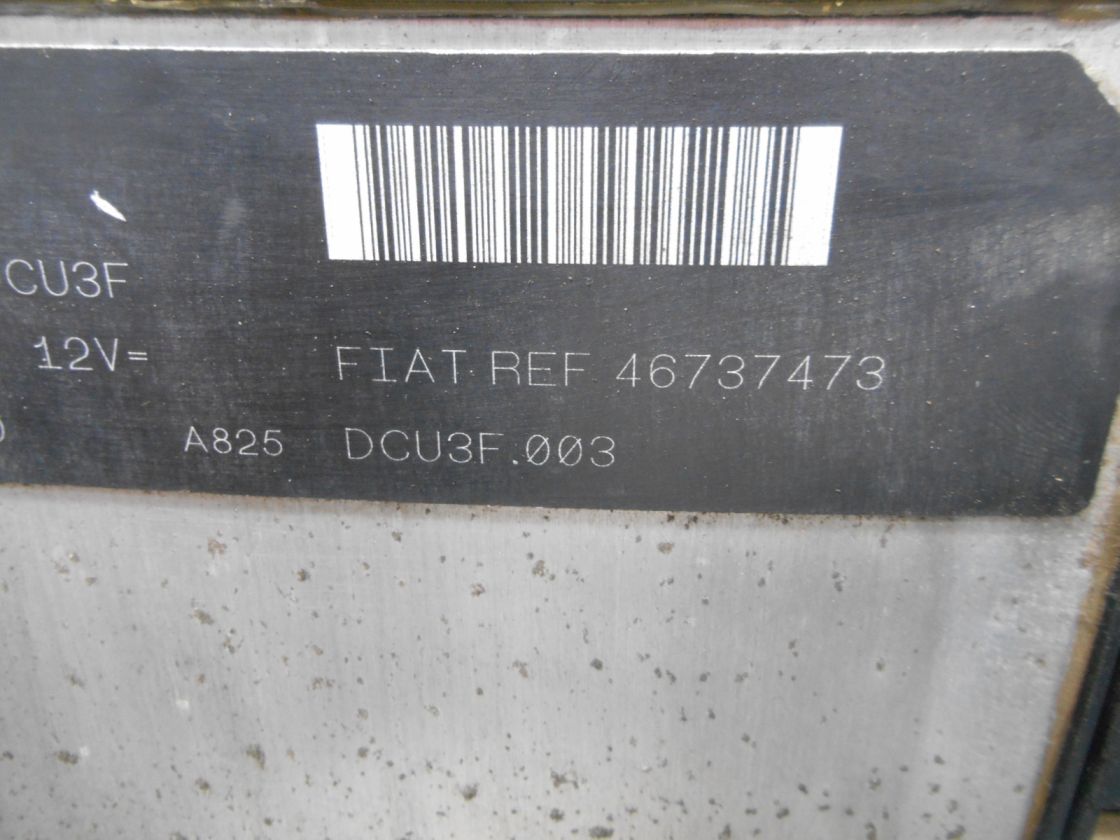 CU3F
12V=
FIAT REF 46737473
A825 DCU3F.003